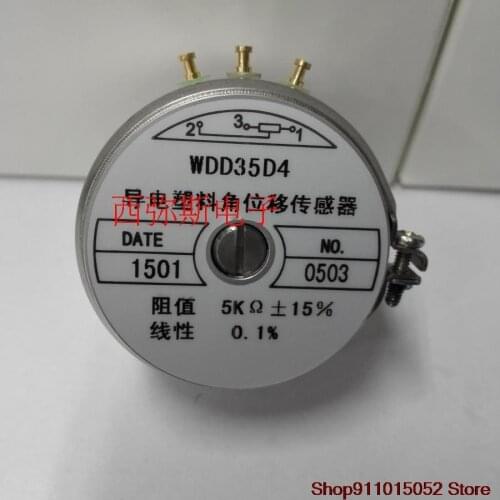 2 3 1
WDD35D4
导电塑料角位移传感器
西弥斯电子
DATE NO.
1501 0503
阻值 5KΩ±15%
线性 0.1%
Shop911015052 Store